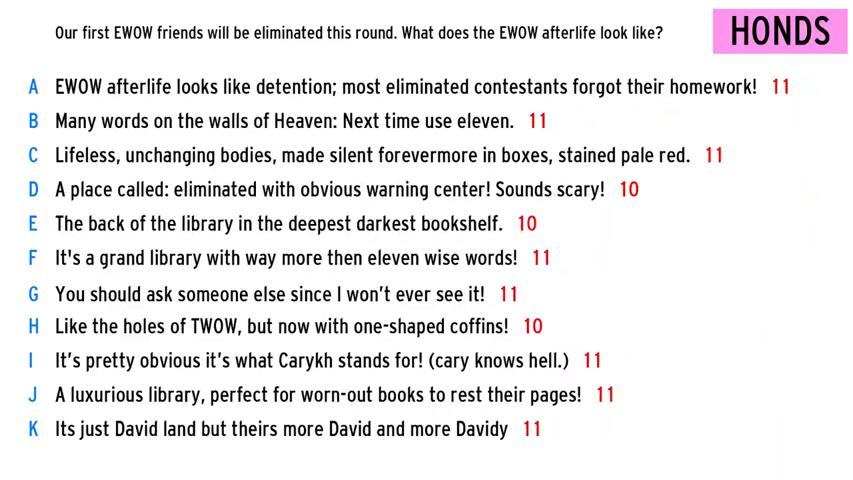 Our first EWOW friends will be eliminated this round. What does the EWOW afterlife look like?
HONDS
A EWOW afterlife looks like detention; most eliminated contestants forgot their homework! 11
B Many words on the walls of Heaven: Next time use eleven. 11
C Lifeless, unchanging bodies, made silent forevermore in boxes, stained pale red. 11
D A place called: eliminated with obvious warning center! Sounds scary! 10
E The back of the library in the deepest darkest bookshelf. 10
F It's a grand library with way more then eleven wise words! 11
G You should ask someone else since I won't ever see it! 11
H Like the holes of TWOW, but now with one-shaped coffins! 10
I It's pretty obvious it's what Carykh stands for! (cary knows hell.) 11
J A luxurious library, perfect for worn-out books to rest their pages! 11
K Its just David land but theirs more David and more Davidy 11